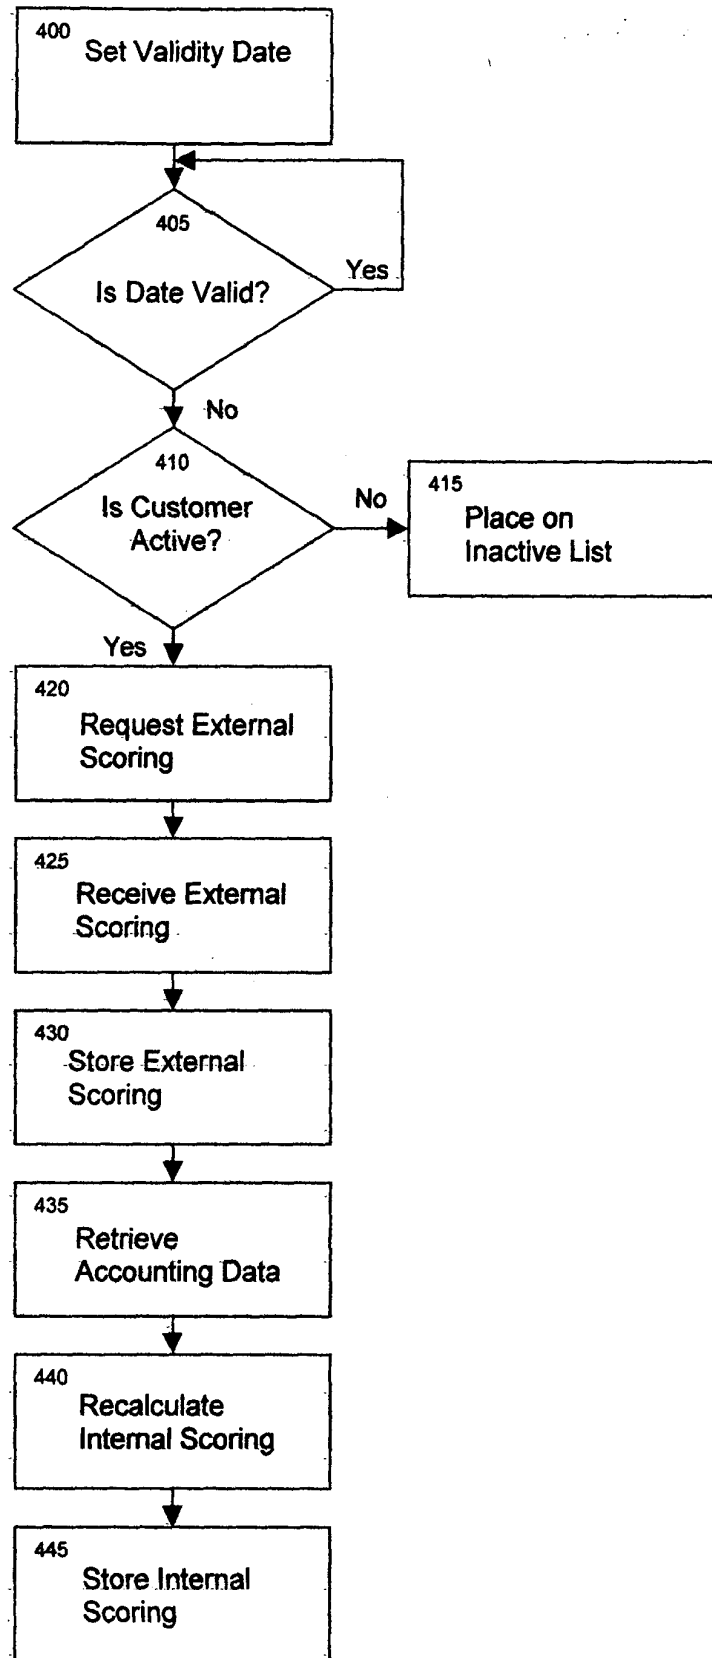 400
Set Validity Date
405
Is Date Valid?
Yes
No
410
Is Customer
Active?
No
415
Place on
Inactive List
Yes
420
Request External
Scoring
425
Receive External
Scoring
430
Store External
Scoring
435
Retrieve
Accounting Data
440
Recalculate
Internal Scoring
445
Store Internal
Scoring